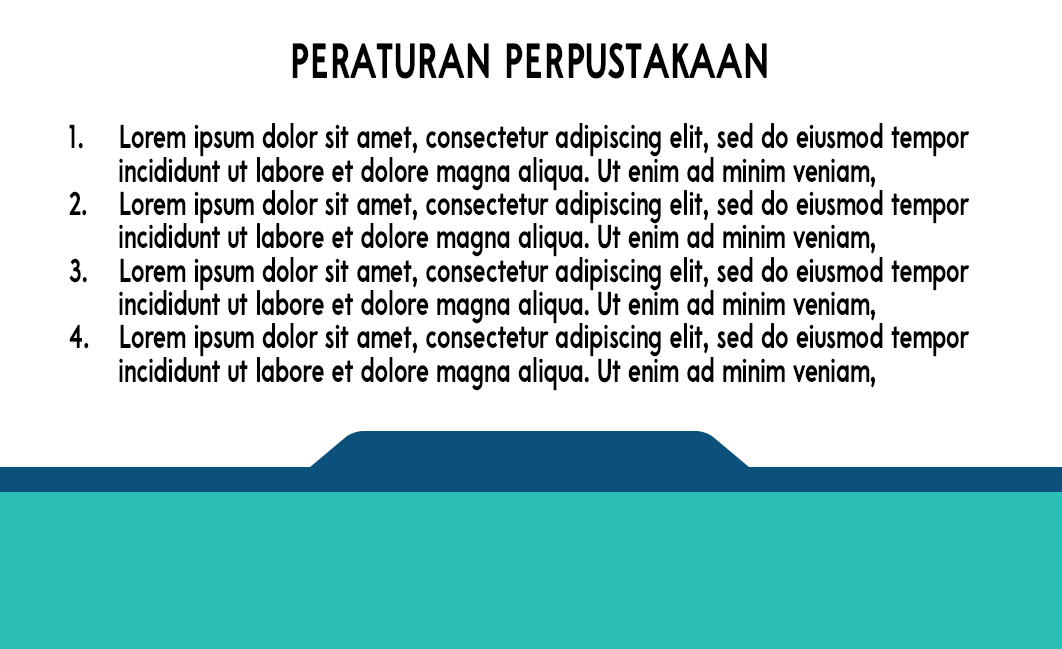 PERATURAN PERPUSTAKAAN
1. Lorem ipsum dolor sit amet, consectetur adipiscing elit, sed do eiusmod tempor
incididunt ut labore et dolore magna aliqua. Ut enim ad minim veniam,
2. Lorem ipsum dolor sit amet, consectetur adipiscing elit, sed do eiusmod tempor
incididunt ut labore et dolore magna aliqua. Ut enim ad minim veniam,
3. Lorem ipsum dolor sit amet, consectetur adipiscing elit, sed do eiusmod tempor
incididunt ut labore et dolore magna aliqua. Ut enim ad minim veniam,
4. Lorem ipsum dolor sit amet, consectetur adipiscing elit, sed do eiusmod tempor
incididunt ut labore et dolore magna aliqua. Ut enim ad minim veniam,